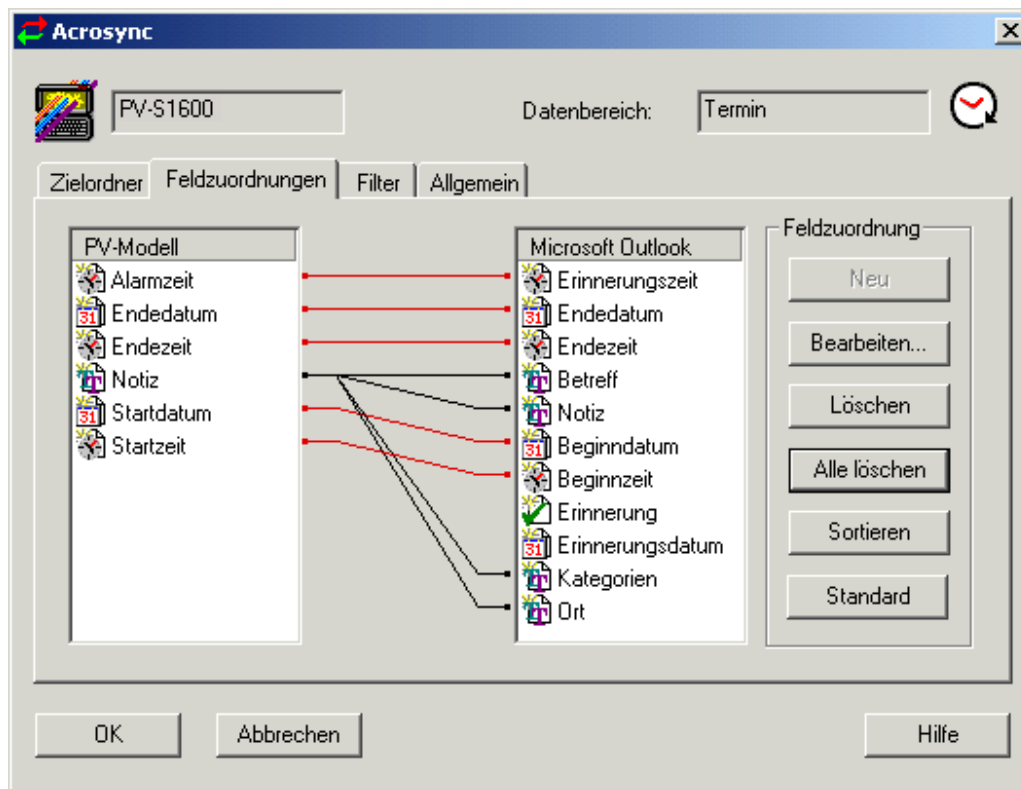 Acrosync
PV-S1600
Datenbereich:
Termin
Zielordner
Feldzuordnungen
Filter
Allgemein
PV-Modell
Alarmzeit
Endedatum
Endezeit
Notiz
Startdatum
Startzeit
Microsoft Outlook
Erinnerungszeit
Endedatum
Endezeit
Betreff
Notiz
Beginndatum
Beginnzeit
Erinnerung
Erinnerungsdatum
Kategorien
Ort
Feldzuordnung
Neu
Bearbeiten...
Löschen
Alle löschen
Sortieren
Standard
OK
Abbrechen
Hilfe